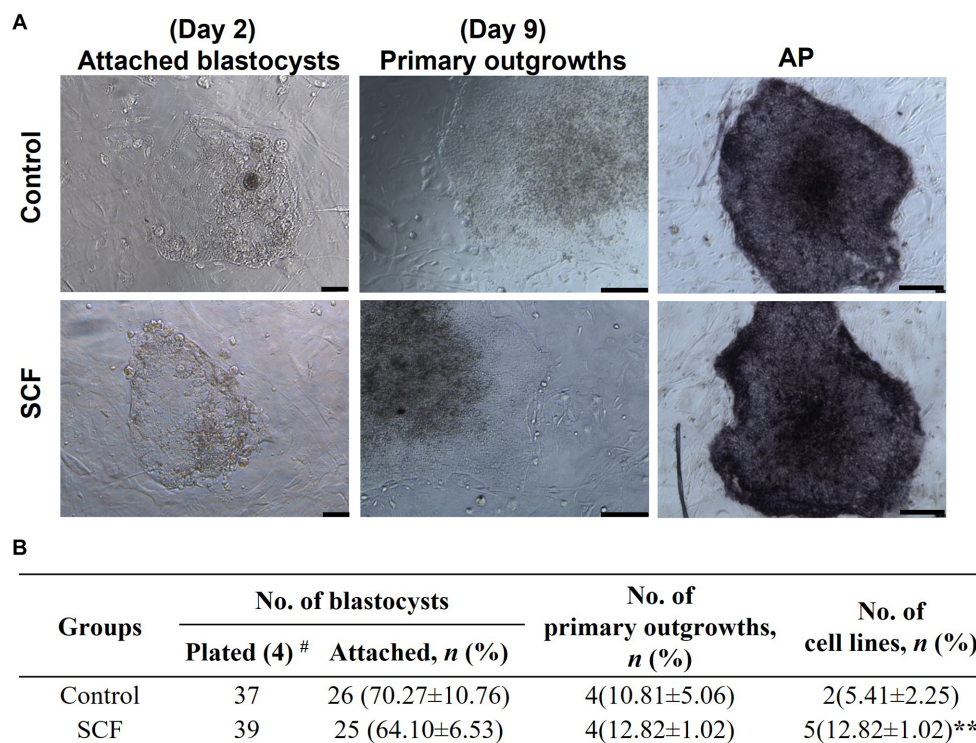 A
(Day 2)
Attached blastocysts
(Day 9)
Primary outgrowths
AP
Control
SCF
B
Groups
No. of blastocysts
No. of
primary outgrowths,
n (%)
No. of
cell lines, n (%)
Plated (4) #
Attached, n (%)
Control 37 26 (70.27±10.76) 4(10.81±5.06) 2(5.41±2.25)
SCF 39 25 (64.10±6.53) 4(12.82±1.02) 5(12.82±1.02)**